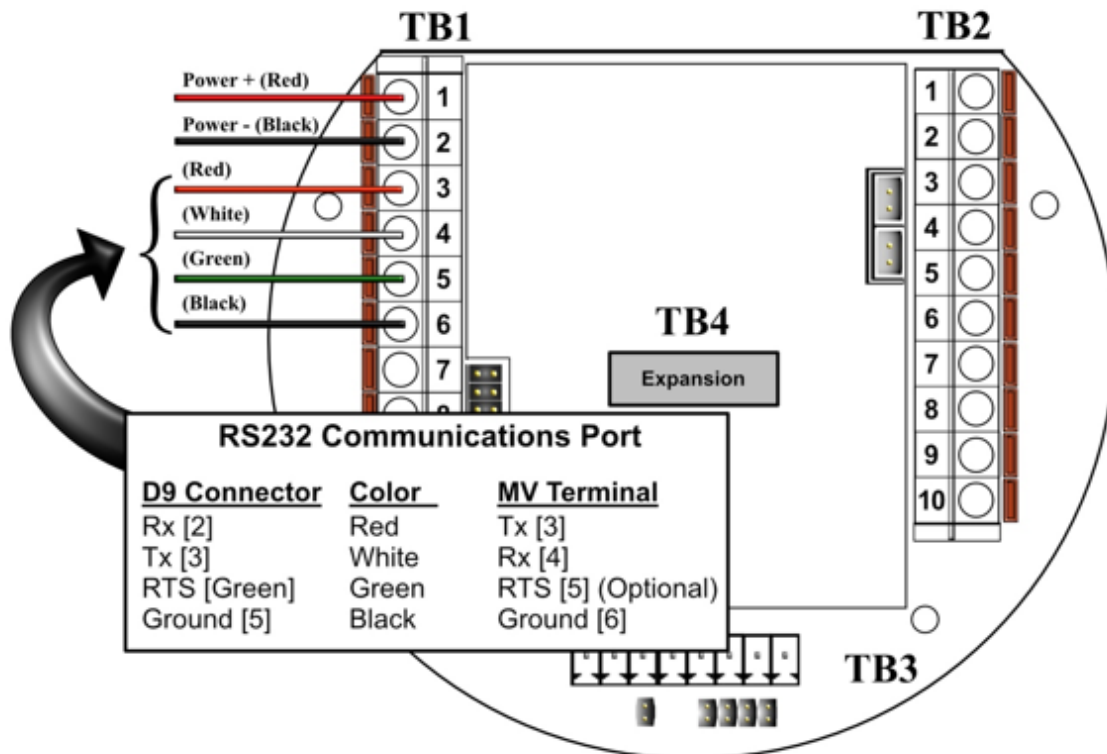 TB1
TB2
Power + (Red)
1
Power - (Black)
2
(Red)
3
(White)
4
(Green)
5
(Black)
6
7
1
2
3
4
5
6
7
8
9
10
TB4
Expansion
RS232 Communications Port
D9 Connector Color MV Terminal
Rx [2] Red Tx [3]
Tx [3] White Rx [4]
RTS [Green] Green RTS [5] (Optional)
Ground [5] Black Ground [6]
TB3